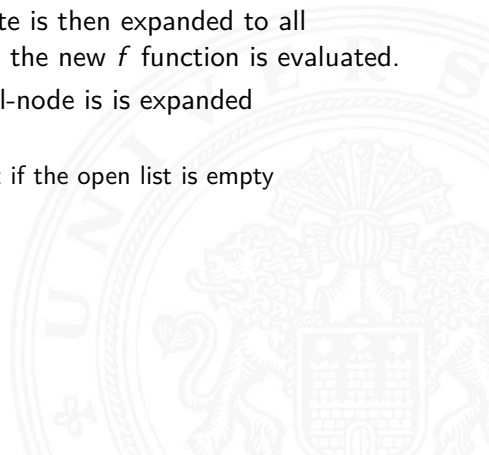 te is then expanded to all
the new f function is evaluated.
l-node is is expanded
if the open list is empty
U N I V E R S